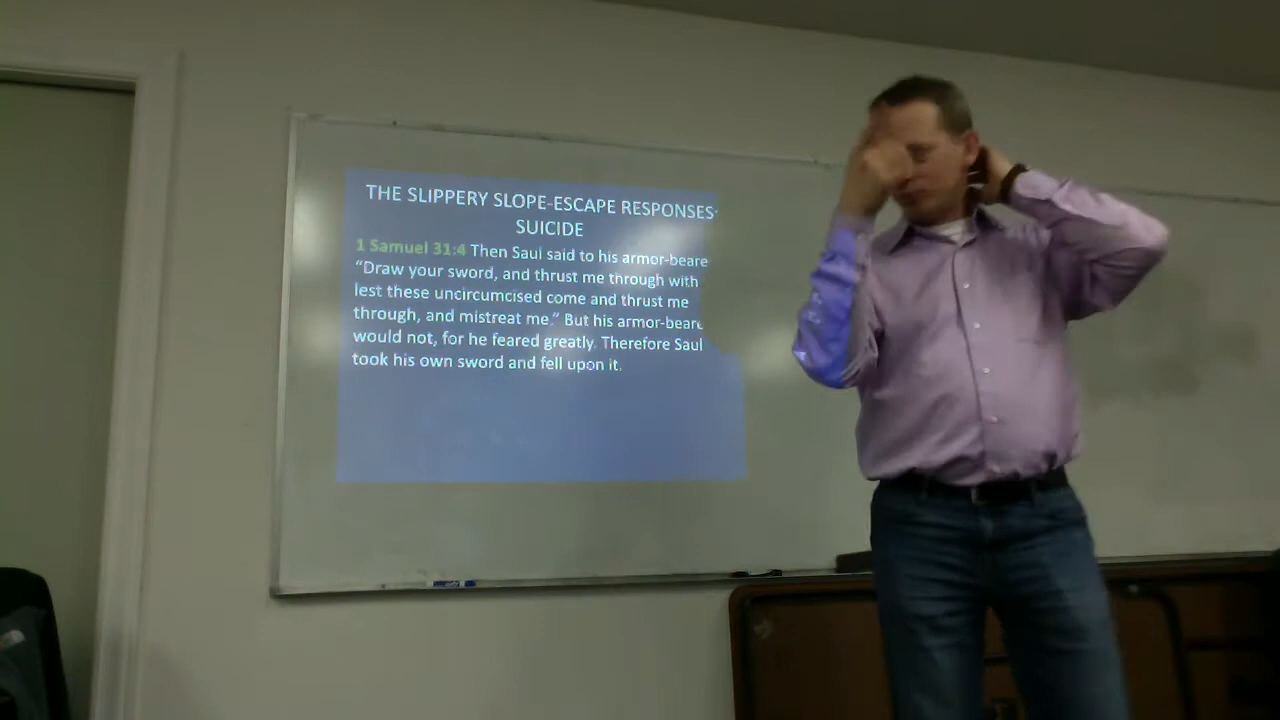 THE SLIPPERY SLOPE-ESCAPE RESPONSES-
SUICIDE
1 Samuel 31:4 Then Saul said to his armor-beare
“Draw your sword, and thrust me through with
lest these uncircumcised come and thrust me
through, and mistreat me.” But his armor-beare
would not, for he feared greatly. Therefore Saul
took his own sword and fell upon it.